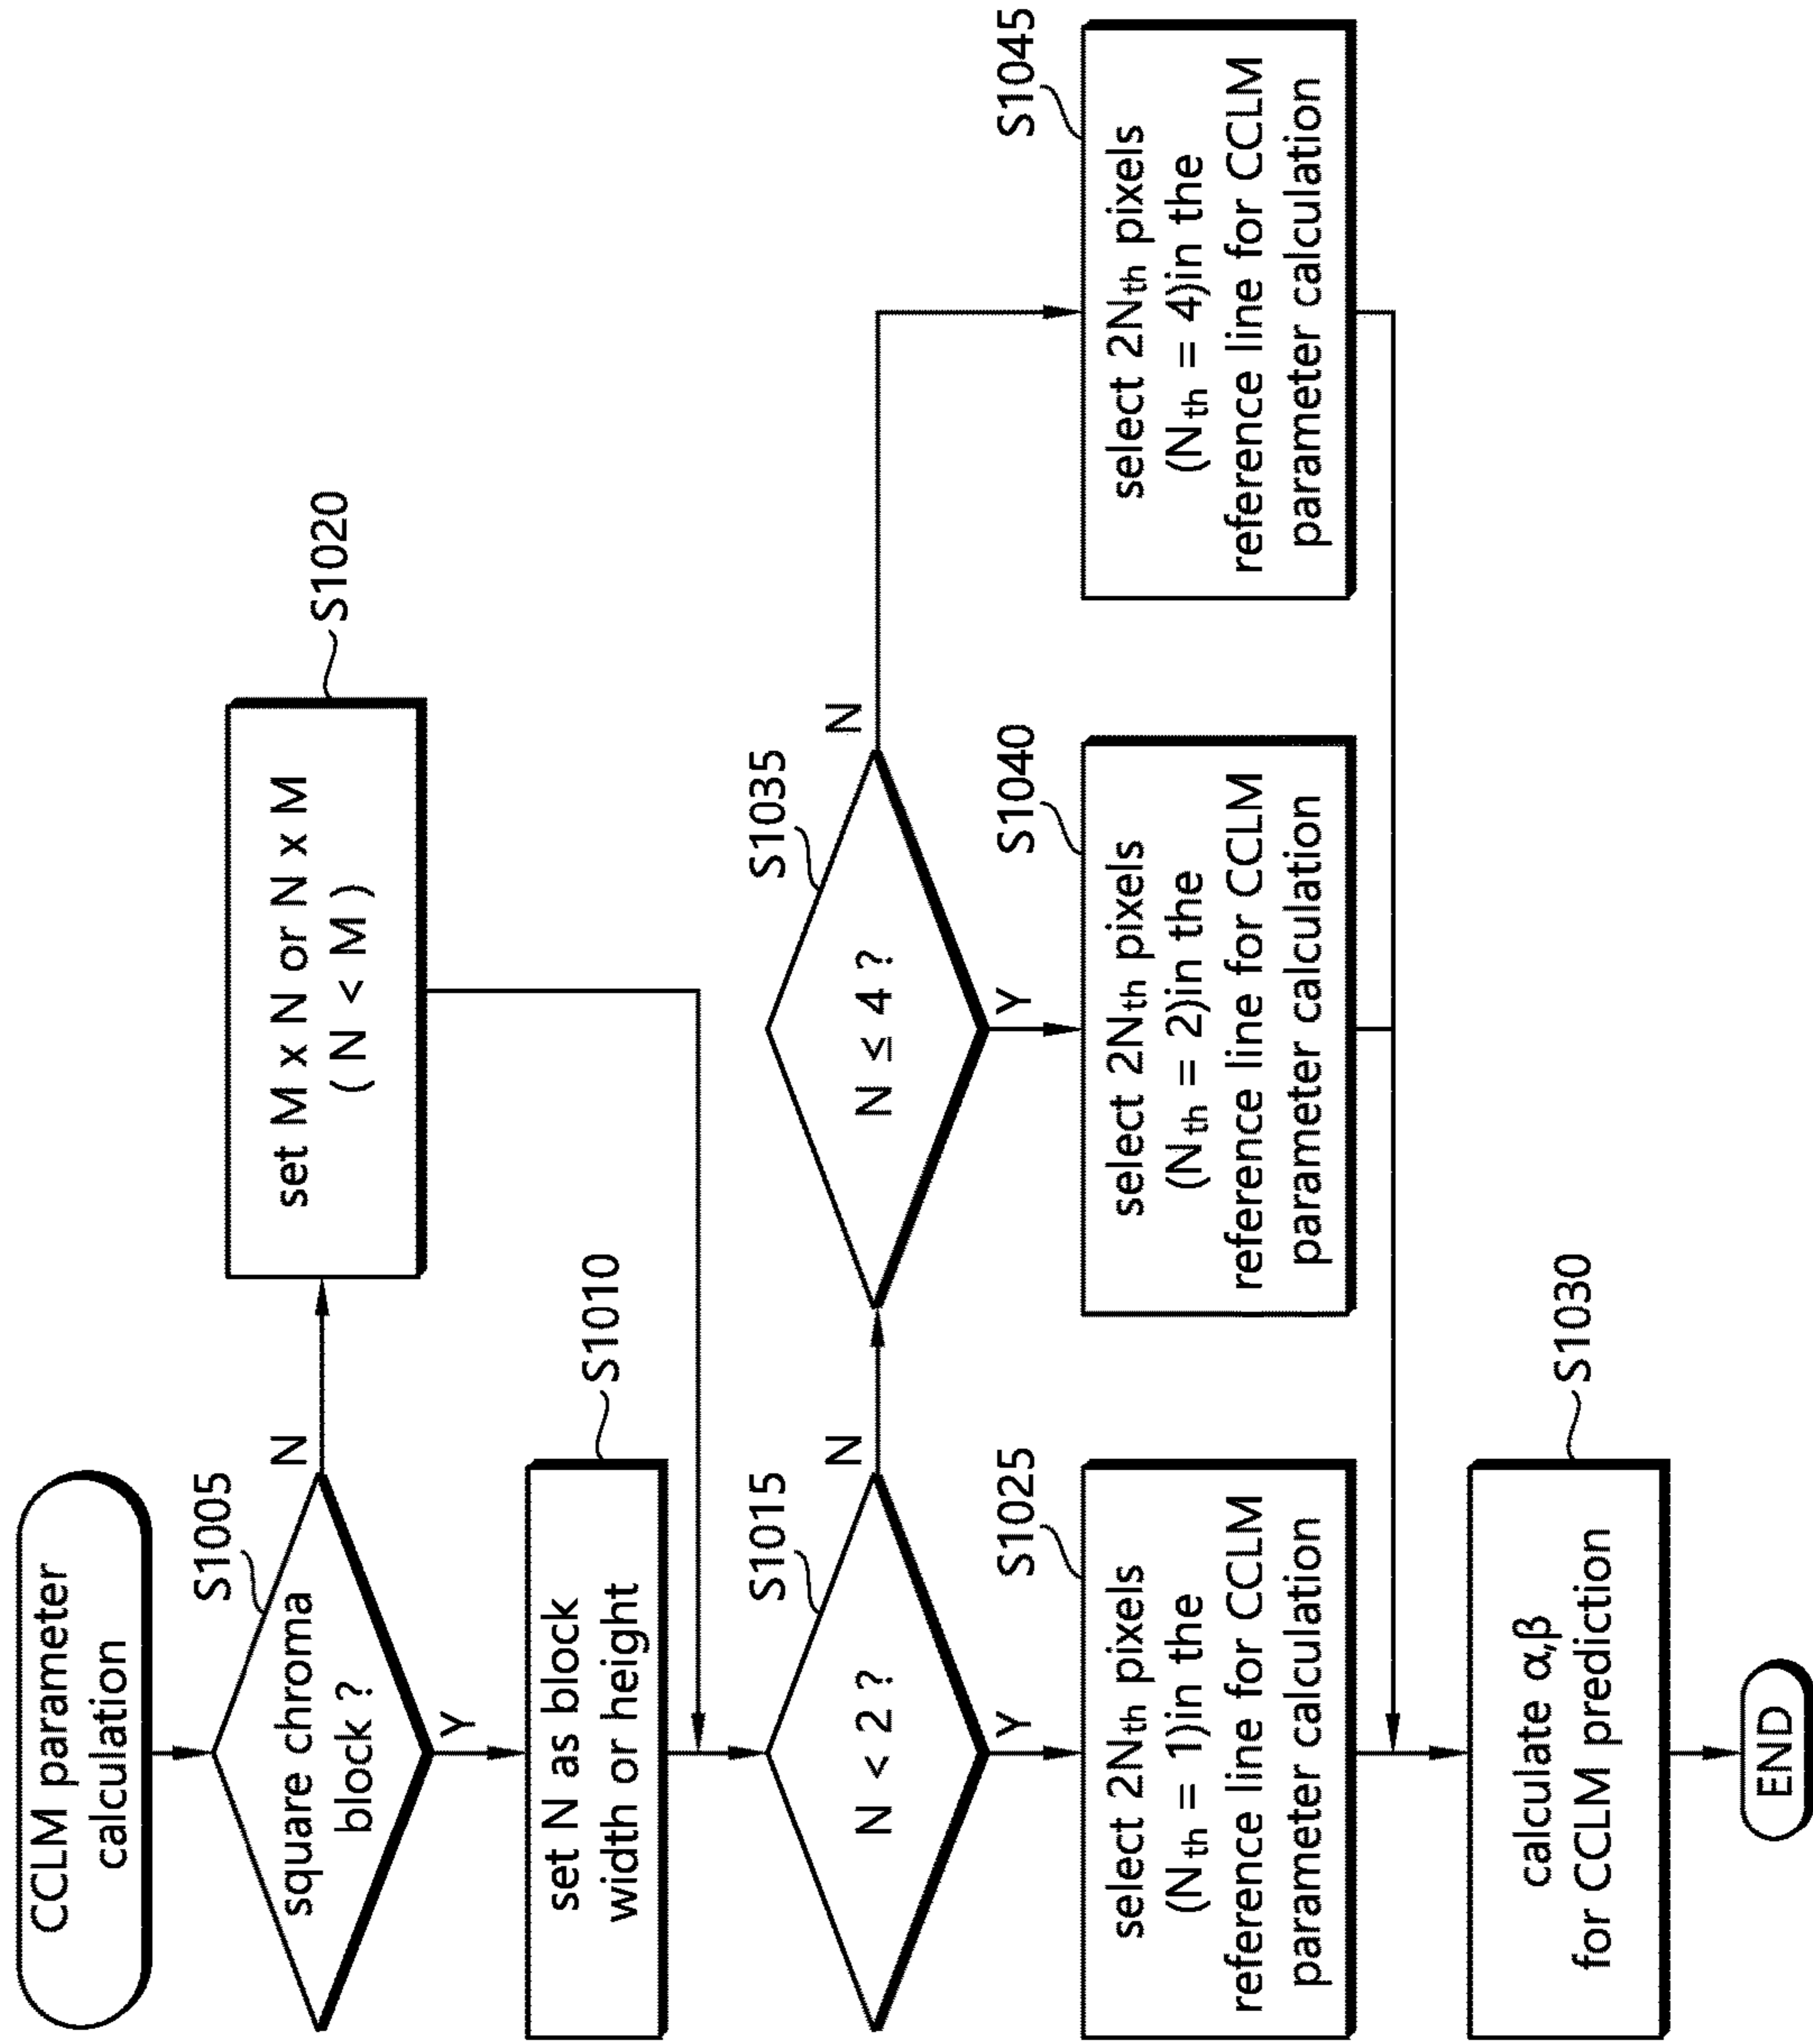 CCLM parameter
calculation
S1005
square chroma
block ?
N
Y
S1020
set M x N or N x M
( N < M )
S1010
set N as block
width or height
S1015
N < 2 ?
N
Y
S1035
N ≤ 4 ?
N
Y
S1025
select 2Nth pixels
(Nth = 1)in the
reference line for CCLM
parameter calculation
S1040
select 2Nth pixels
(Nth = 2)in the
reference line for CCLM
parameter calculation
S1045
select 2Nth pixels
(Nth = 4)in the
reference line for CCLM
parameter calculation
S1030
calculate α,β
for CCLM prediction
END